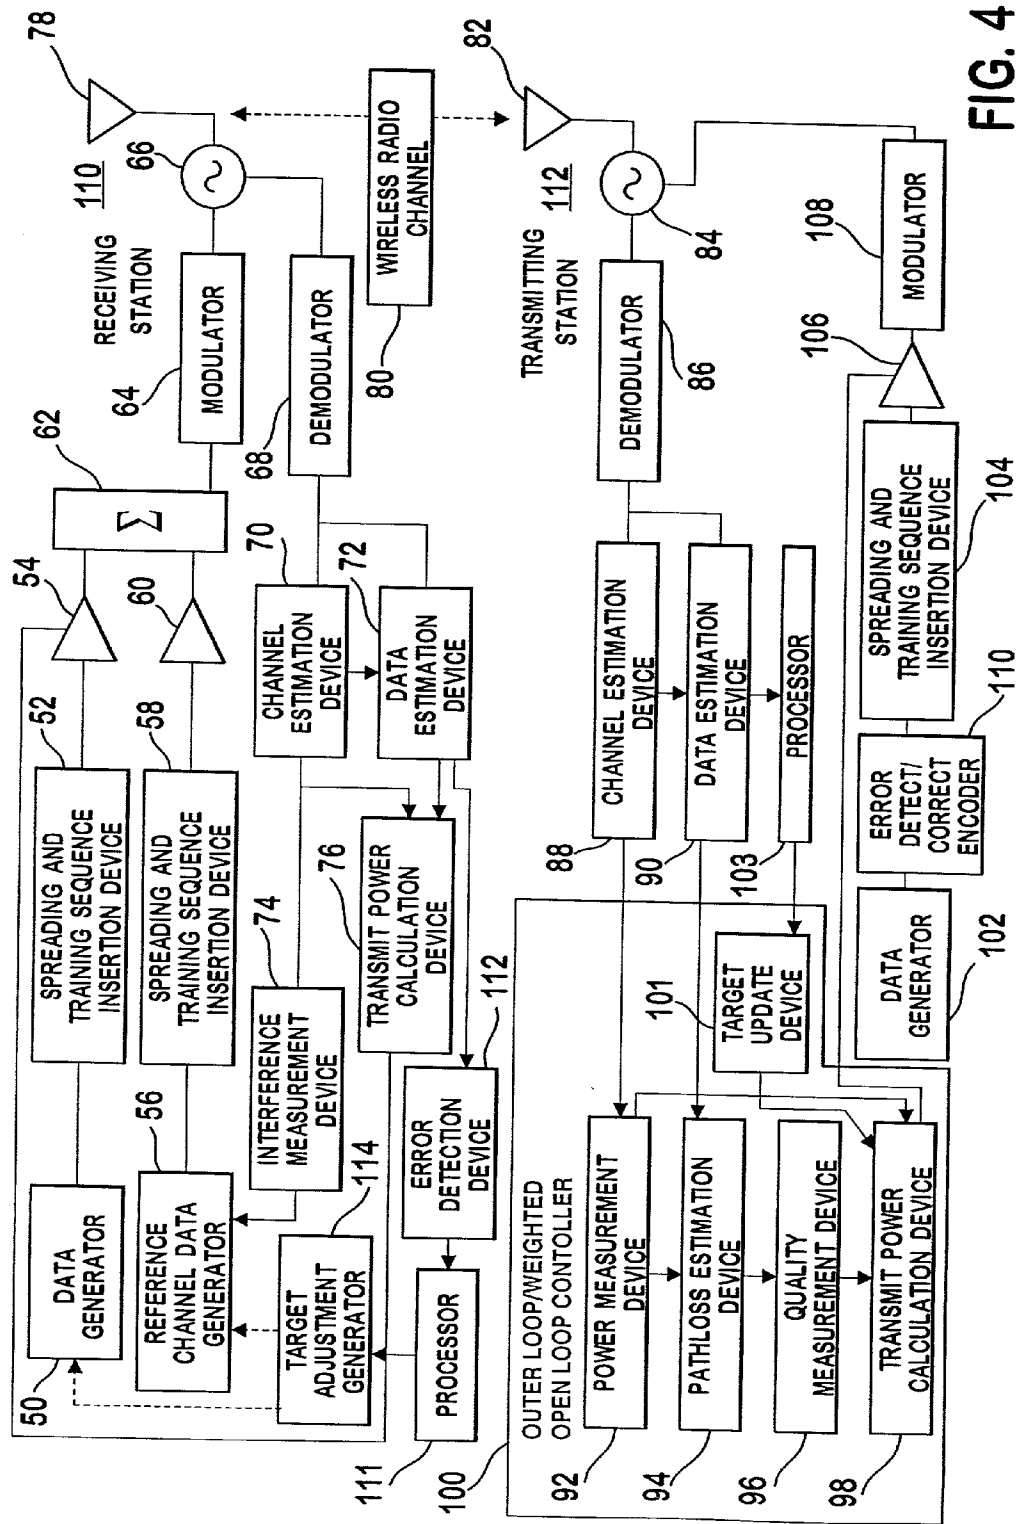 50
DATA
GENERATOR
52
SPREADING AND
TRAINING SEQUENCE
INSERTION DEVICE
54
62
Σ
56
REFERENCE
CHANNEL DATA
GENERATOR
58
SPREADING AND
TRAINING SEQUENCE
INSERTION DEVICE
60
64
MODULATOR
RECEIVING
STATION
110
66
78
114
TARGET
ADJUSTMENT
GENERATOR
74
INTERFERENCE
MEASUREMENT
DEVICE
70
CHANNEL
ESTIMATION
DEVICE
68
DEMODULATOR
76
TRANSMIT POWER
CALCULATION
DEVICE
72
DATA
ESTIMATION
DEVICE
111
PROCESSOR
112
ERROR
DETECTION
DEVICE
80
WIRELESS RADIO
CHANNEL
100
OUTER LOOP/WEIGHTED
OPEN LOOP CONTOLLER
92
POWER MEASUREMENT
DEVICE
88
CHANNEL ESTIMATION
DEVICE
86
DEMODULATOR
TRANSMITTING
STATION
112
84
82
94
PATHLOSS ESTIMATION
DEVICE
90
DATA ESTIMATION
DEVICE
96
QUALITY
MEASUREMENT DEVICE
101
TARGET
UPDATE
DEVICE
103
PROCESSOR
98
TRANSMIT POWER
CALCULATION DEVICE
102
DATA
GENERATOR
110
ERROR
DETECT/
CORRECT
ENCODER
104
SPREADING AND
TRAINING SEQUENCE
INSERTION DEVICE
106
108
MODULATOR
FIG. 4